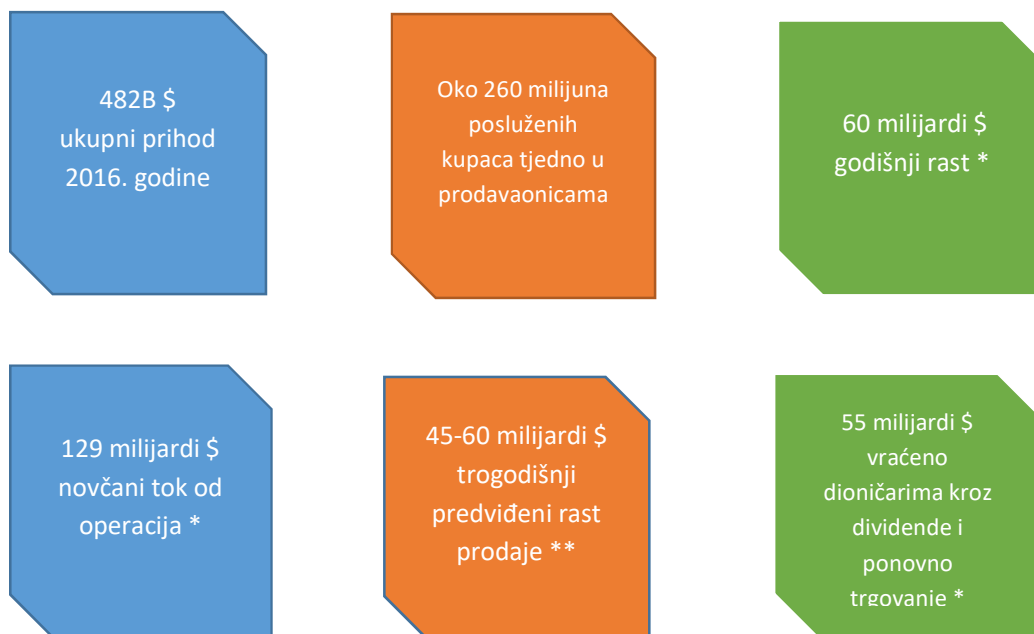 482B $
ukupni prihod
2016. godine
Oko 260 milijuna
posluženih
kupaca tjedno u
prodavaonicama
60 milijardi $
godišnji rast *
129 milijardi $
novčani tok od
operacija *
45-60 milijardi $
trogodišnji
predviđeni rast
prodaje **
55 milijardi $
vraćeno
dioničarima kroz
dividende i
ponovno
trgovanje *